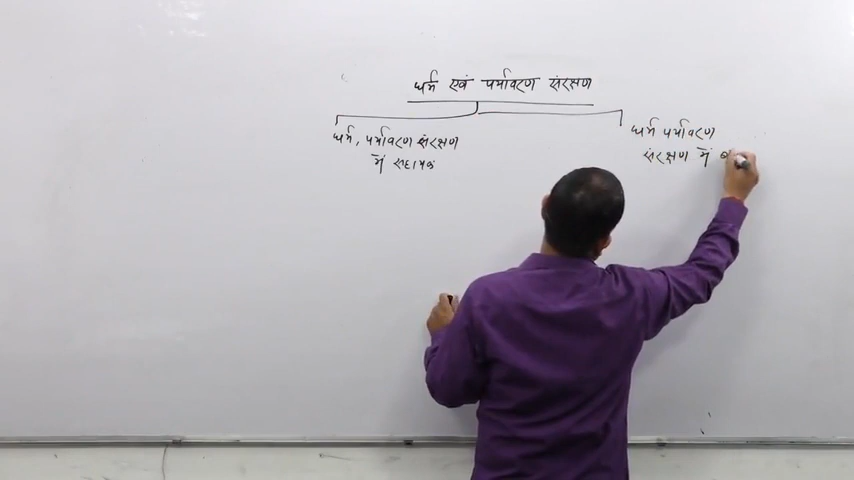 धर्म एवं पर्यावरण संरक्षण
धर्म, पर्यावरण संरक्षण
में सहायक
धर्म पर्यावरण
संरक्षण में